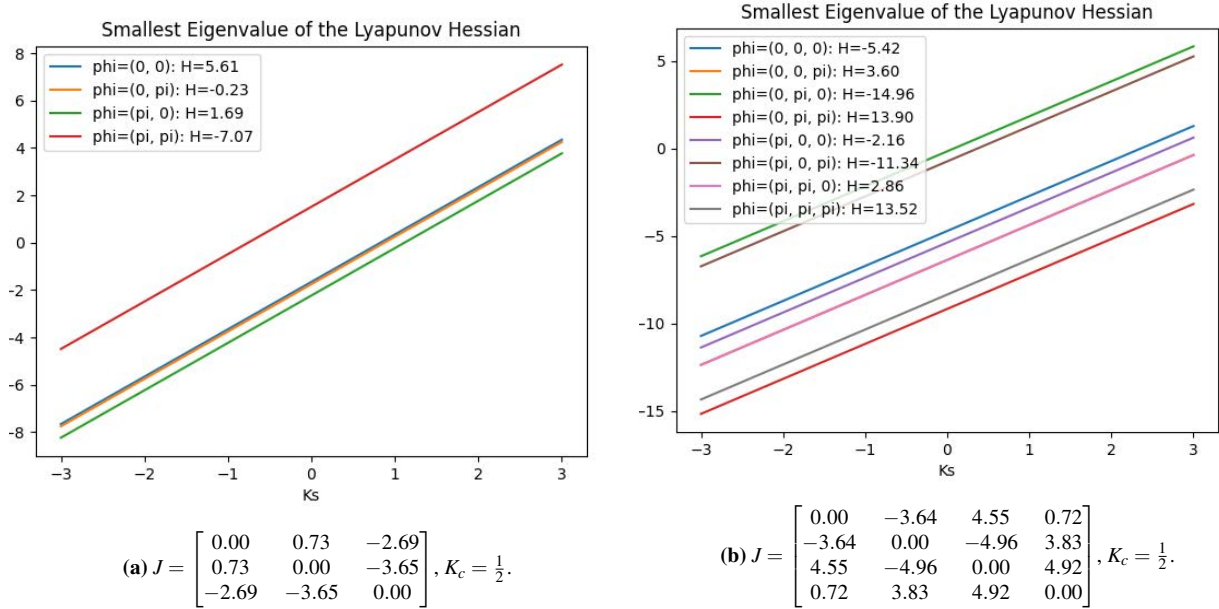 Smallest Eigenvalue of the Lyapunov Hessian
8
6
4
2
0
−2
−4
−6
−8
phi=(0, 0): H=5.61
phi=(0, pi): H=-0.23
phi=(pi, 0): H=1.69
phi=(pi, pi): H=-7.07
−3 −2 −1 0 1 2 3
Ks
(a) J = [0.00 0.73 −2.69
0.73 0.00 −3.65
−2.69 −3.65 0.00], K_c = 1/2.
Smallest Eigenvalue of the Lyapunov Hessian
5
0
−5
−10
−15
phi=(0, 0, 0): H=-5.42
phi=(0, 0, pi): H=3.60
phi=(0, pi, 0): H=-14.96
phi=(0, pi, pi): H=13.90
phi=(pi, 0, 0): H=-2.16
phi=(pi, 0, pi): H=-11.34
phi=(pi, pi, 0): H=2.86
phi=(pi, pi, pi): H=13.52
−3 −2 −1 0 1 2 3
Ks
(b) J = [0.00 −3.64 4.55 0.72
−3.64 0.00 −4.96 3.83
4.55 −4.96 0.00 4.92
0.72 3.83 4.92 0.00], K_c = 1/2.